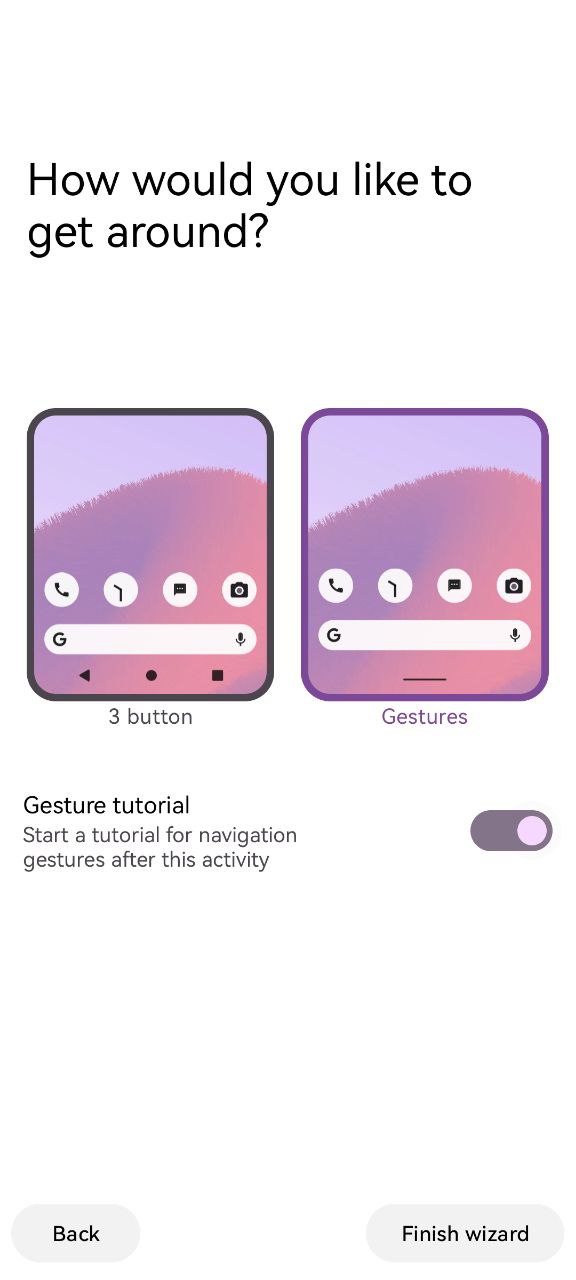 How would you like to
get around?
G
G
3 button
Gestures
Gesture tutorial
Start a tutorial for navigation
gestures after this activity
Back
Finish wizard